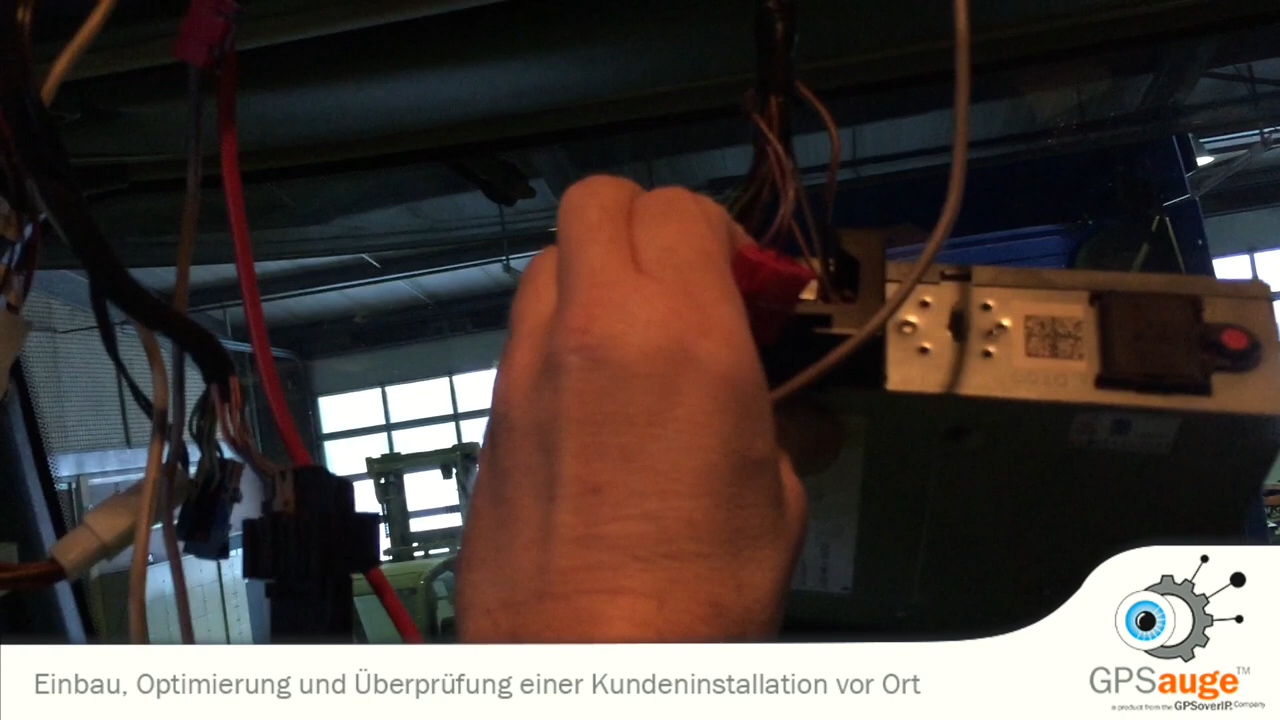 Einbau, Optimierung und Überprüfung einer Kundeninstallation vor Ort
GPSauge™
a product from the GPSoverIP. Company